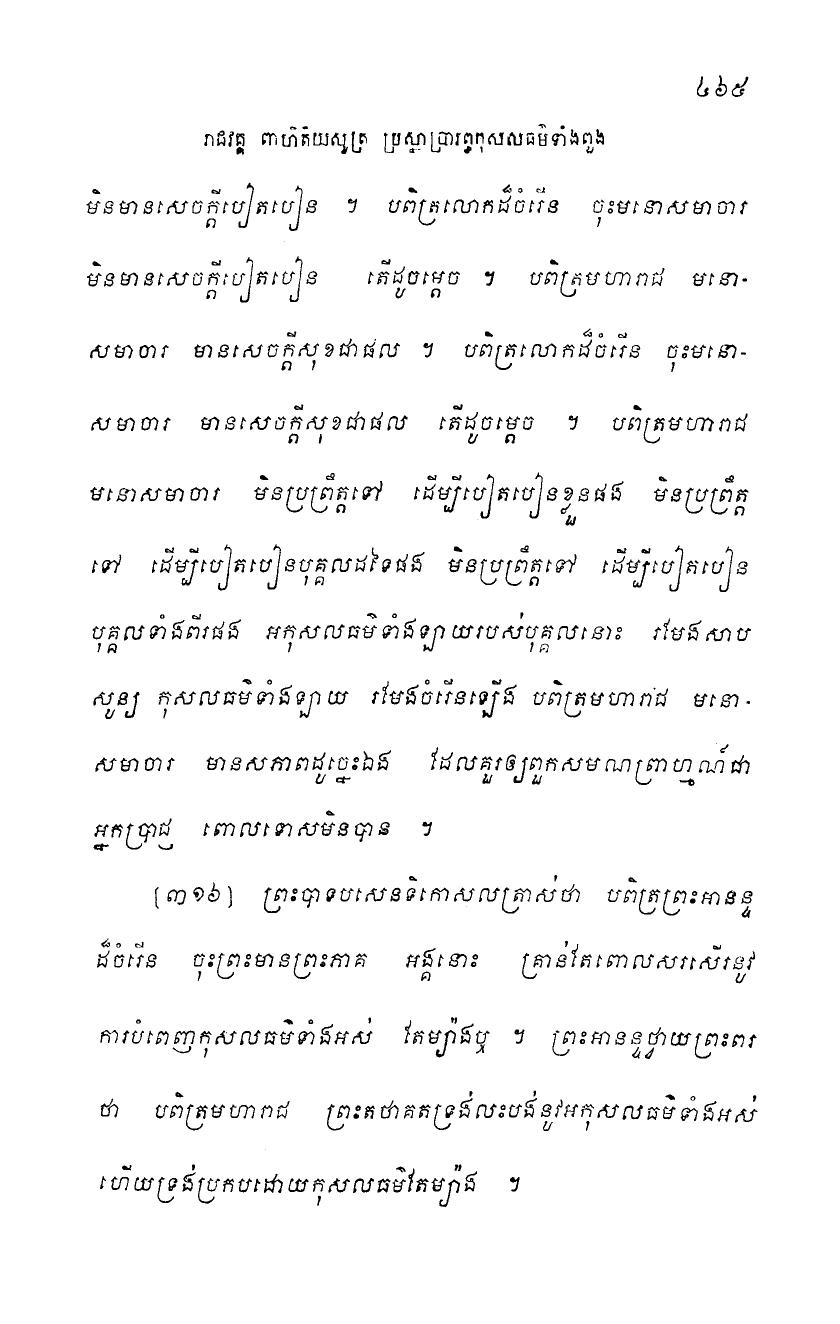 ៤៦៥
រាជវគ្គ ពាហិតិយសូត្រ ប្រស្នាប្រារព្ធកុសលធម៌ទាំងពួង
មិនមានសេចក្តីបៀតបៀន ។ បពិត្រលោកដ៏ចំរើន ចុះមនោសមាចារ
មិនមានសេចក្តីបៀតបៀន តើដូចម្តេច ។ បពិត្រមហារាជ មនោ-
សមាចារ មានសេចក្តីសុខជាផល ។ បពិត្រលោកដ៏ចំរើន ចុះមនោ-
សមាចារ មានសេចក្តីសុខជាផល តើដូចម្តេច ។ បពិត្រមហារាជ
មនោសមាចារ មិនប្រព្រឹត្តទៅ ដើម្បីបៀតបៀនខ្លួនផង មិនប្រព្រឹត្ត
ទៅ ដើម្បីបៀតបៀនបុគ្គលដទៃផង មិនប្រព្រឹត្តទៅ ដើម្បីបៀតបៀន
បុគ្គលទាំងពីរផង អកុសលធម៌ទាំងឡាយរបស់បុគ្គលនោះ រមែងសាប
សូន្យ កុសលធម៌ទាំងឡាយ រមែងចំរើនឡើង បពិត្រមហារាជ មនោ-
សមាចារ មានសភាពដូច្នេះឯង ដែលគួរឲ្យពួកសមណព្រាហ្មណ៍ជា
អ្នកប្រាជ្ញ ពោលទោសមិនបាន ។
[៣១៦] ព្រះបាទបសេនទិកោសលត្រាស់ថា បពិត្រព្រះអានន្ទ
ដ៏ចំរើន ចុះព្រះមានព្រះភាគ អង្គនោះ គ្រាន់តែពោលសរសើរនូវ
ការបំពេញកុសលធម៌ទាំងអស់ តែម្យ៉ាងឬ ។ ព្រះអានន្ទថ្វាយព្រះពរ
ថា បពិត្រមហារាជ ព្រះតថាគតទ្រង់លះបង់នូវអកុសលធម៌ទាំងអស់
ហើយទ្រង់ប្រកបដោយកុសលធម៌តែម្យ៉ាង ។